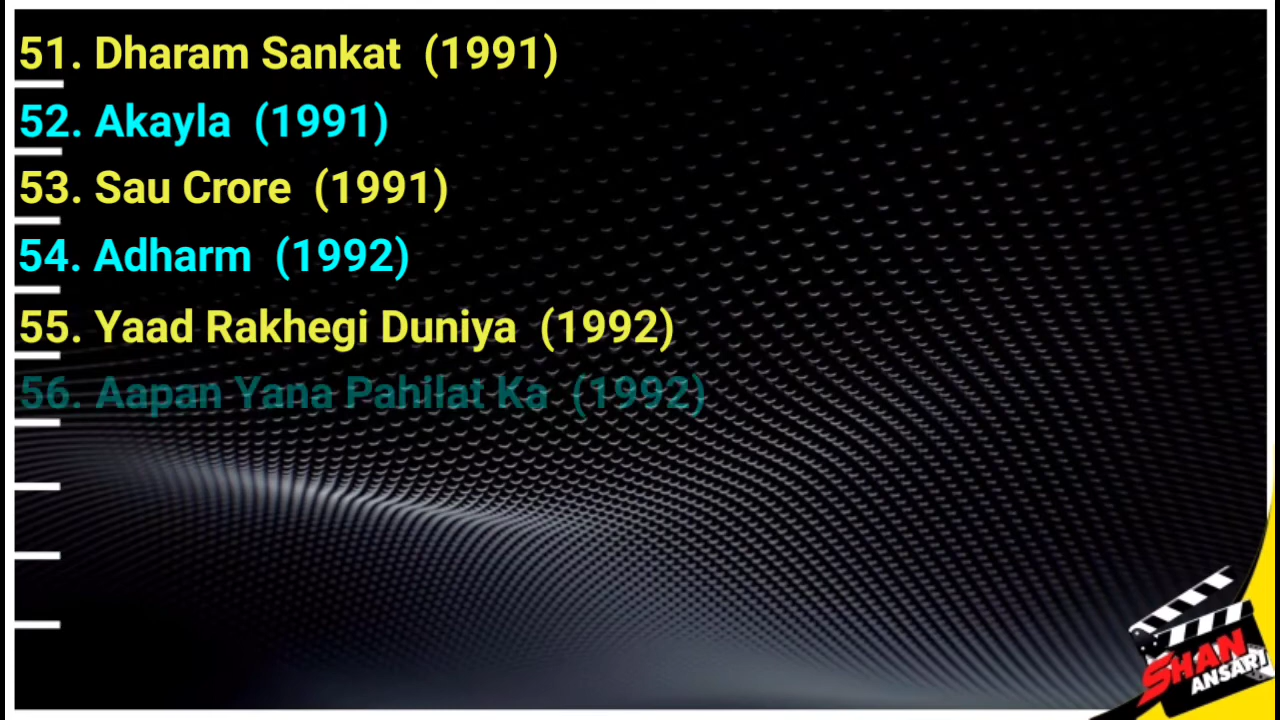 51. Dharam Sankat (1991)
52. Akayla (1991)
53. Sau Crore (1991)
54. Adharm (1992)
55. Yaad Rakhegi Duniya (1992)
56. Aapan Yana Pahilat Ka (1992)
SHAN
ANSARI